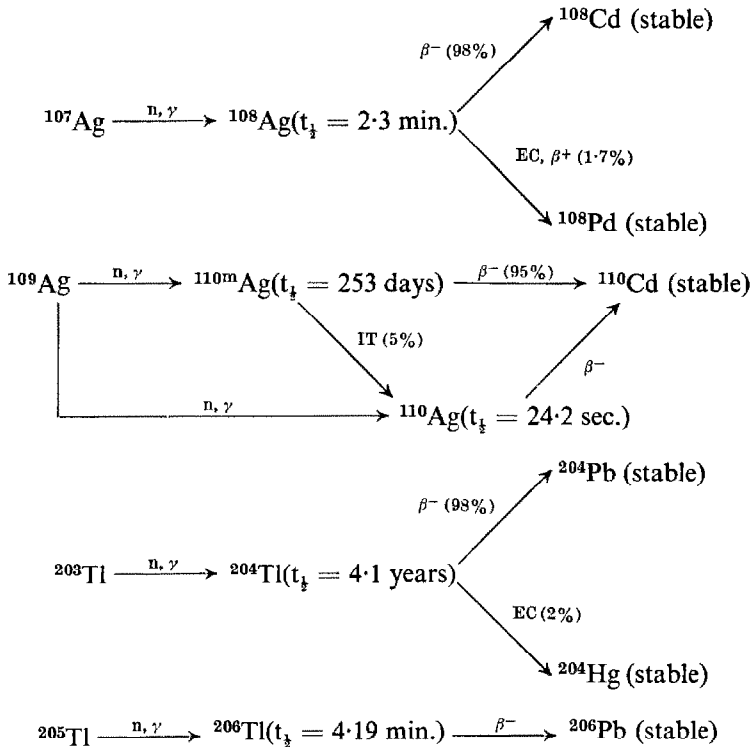 β⁻ (98%) ¹⁰⁸Cd (stable)
¹⁰⁷Ag n, γ ¹⁰⁸Ag(t½ = 2·3 min.)
EC, β⁺ (1·7%)
¹⁰⁸Pd (stable)
¹⁰⁹Ag n, γ ¹¹⁰ᵐAg(t½ = 253 days) β⁻ (95%) ¹¹⁰Cd (stable)
IT (5%)
β⁻
n, γ ¹¹⁰Ag(t½ = 24·2 sec.)
²⁰⁴Pb (stable)
β⁻ (98%)
²⁰³Tl n, γ ²⁰⁴Tl(t½ = 4·1 years)
EC (2%)
²⁰⁴Hg (stable)
²⁰⁵Tl n, γ ²⁰⁶Tl(t½ = 4·19 min.) β⁻ ²⁰⁶Pb (stable)